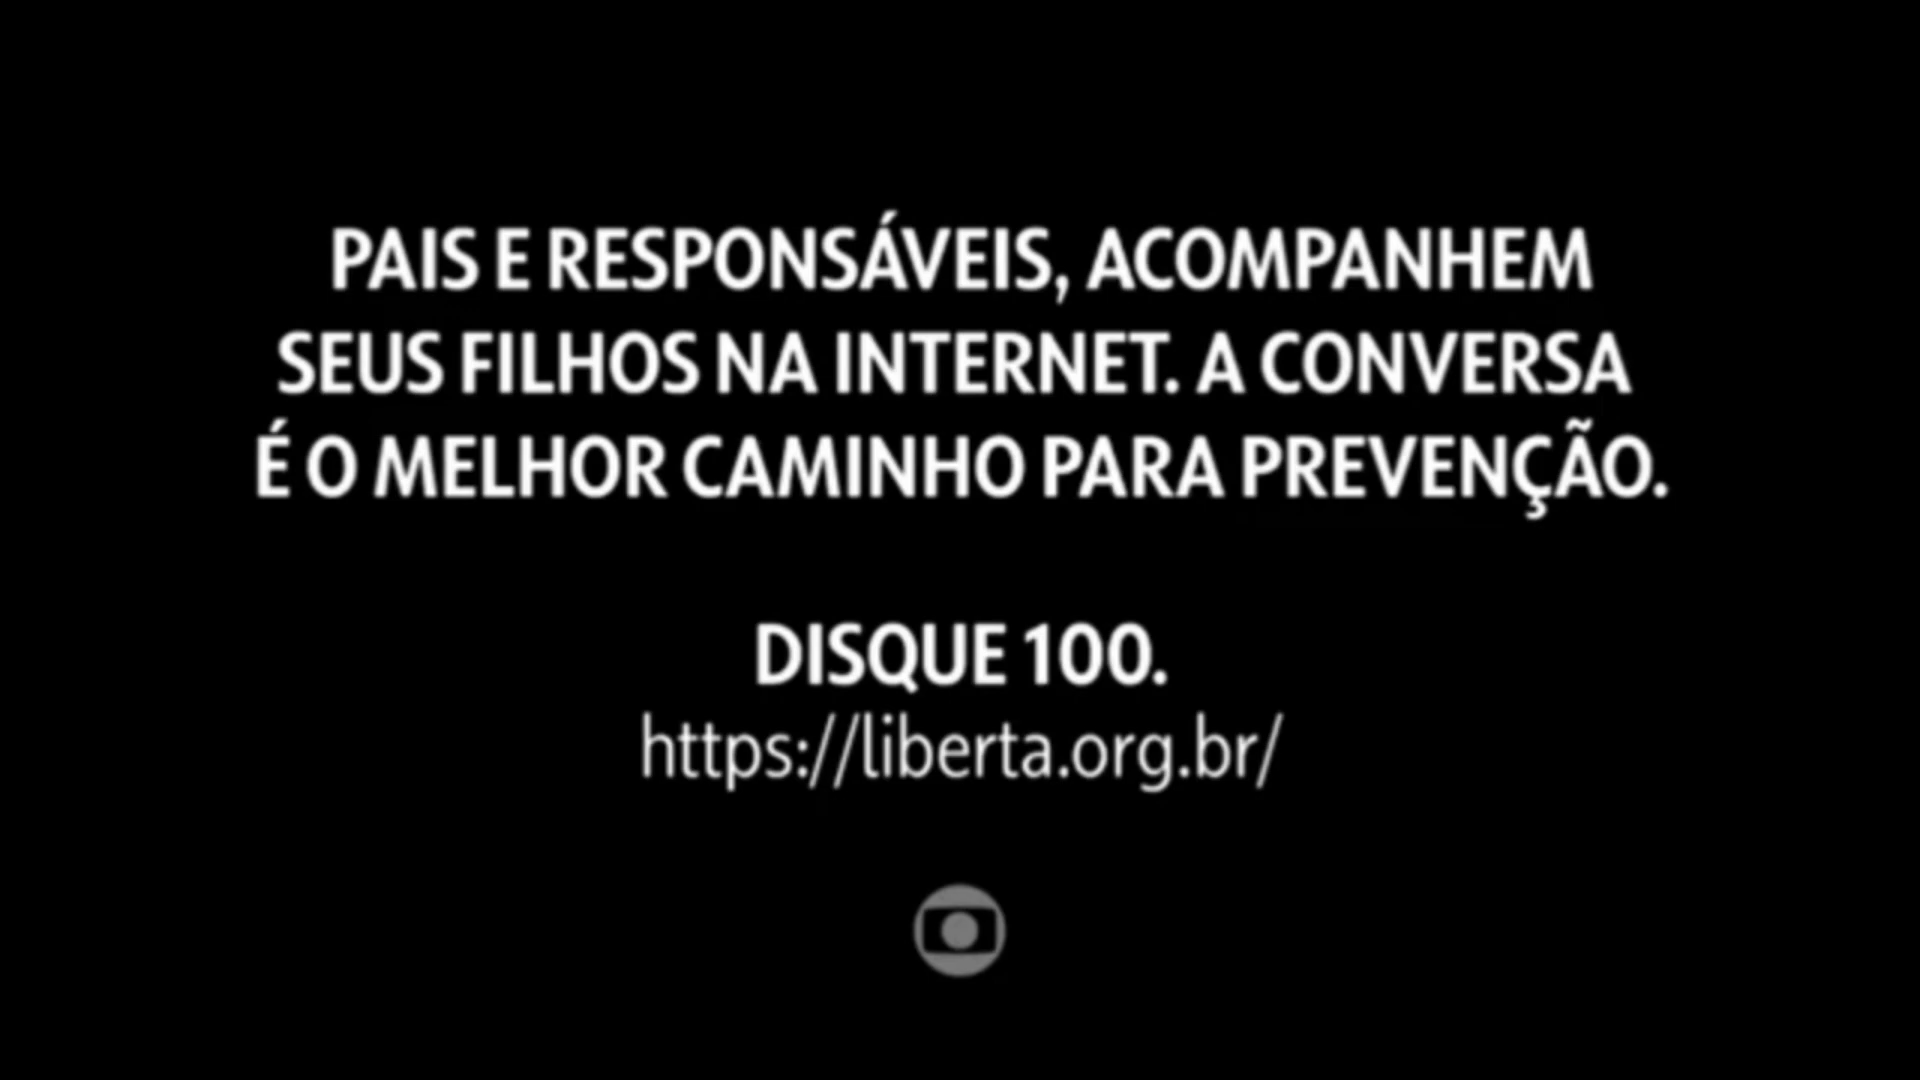 PAIS E RESPONSÁVEIS, ACOMPANHEM
SEUS FILHOS NA INTERNET. A CONVERSA
É O MELHOR CAMINHO PARA PREVENÇÃO.
DISQUE 100.
https://liberta.org.br/